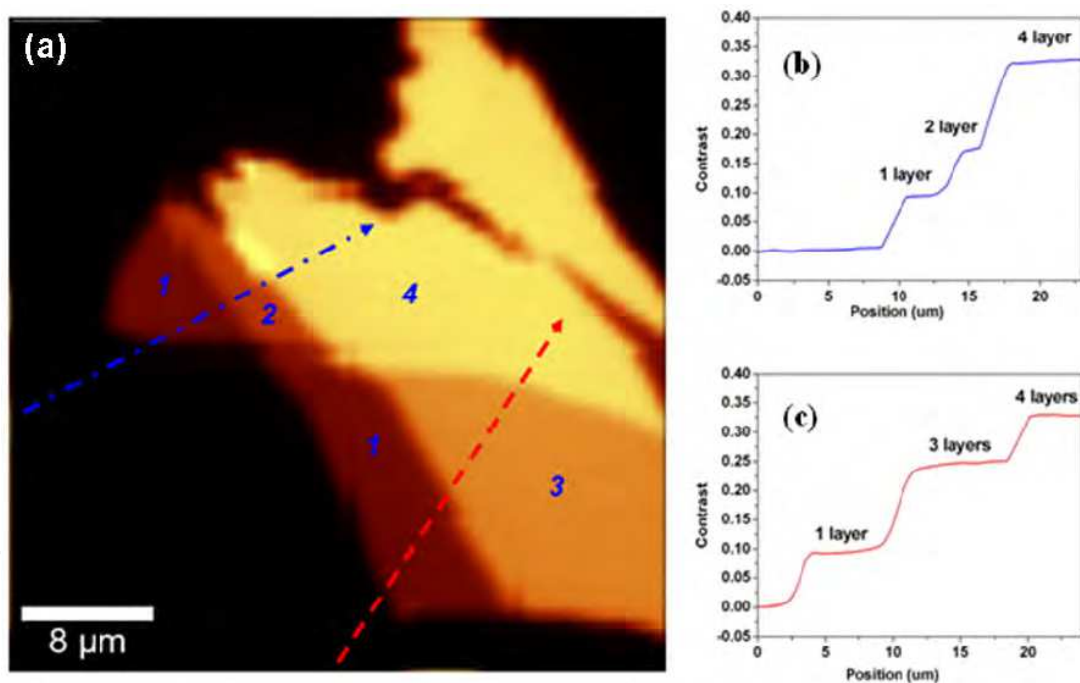 (a)
1
2
4
1
3
8 μm
(b)
0.40
0.35
0.30
0.25
0.20
0.15
0.10
0.05
0.00
-0.05
Contrast
1 layer
2 layer
4 layer
0 5 10 15 20
Position (um)
(c)
0.40
0.35
0.30
0.25
0.20
0.15
0.10
0.05
0.00
-0.05
Contrast
1 layer
3 layers
4 layers
0 5 10 15 20
Position (um)